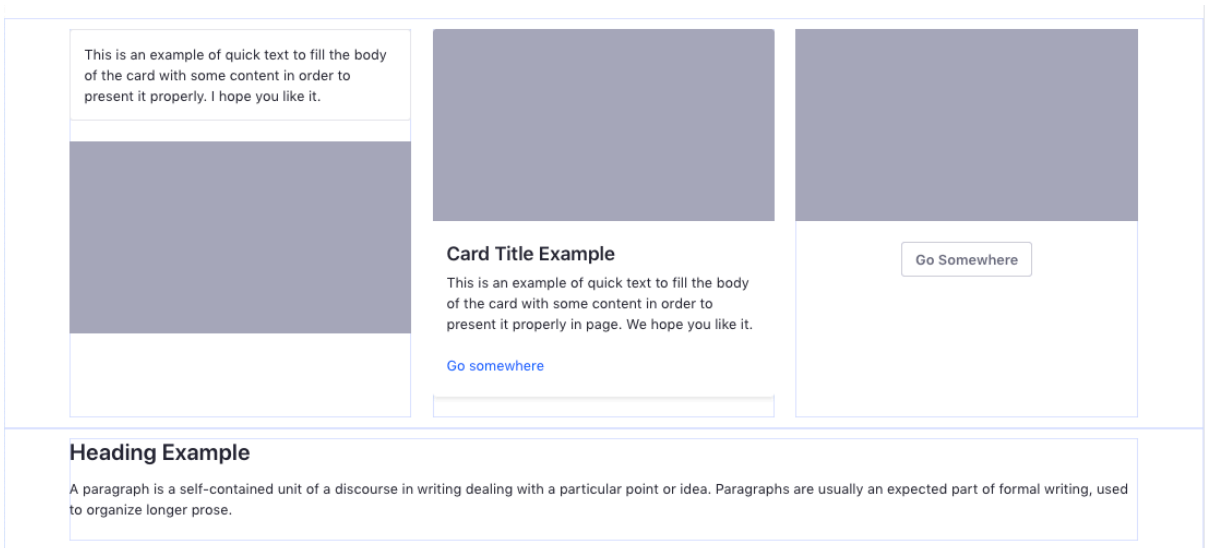 This is an example of quick text to fill the body
of the card with some content in order to
present it properly. I hope you like it.
Card Title Example
This is an example of quick text to fill the body
of the card with some content in order to
present it properly in page. We hope you like it.
Go somewhere
Go Somewhere
Heading Example
A paragraph is a self-contained unit of a discourse in writing dealing with a particular point or idea. Paragraphs are usually an expected part of formal writing, used
to organize longer prose.